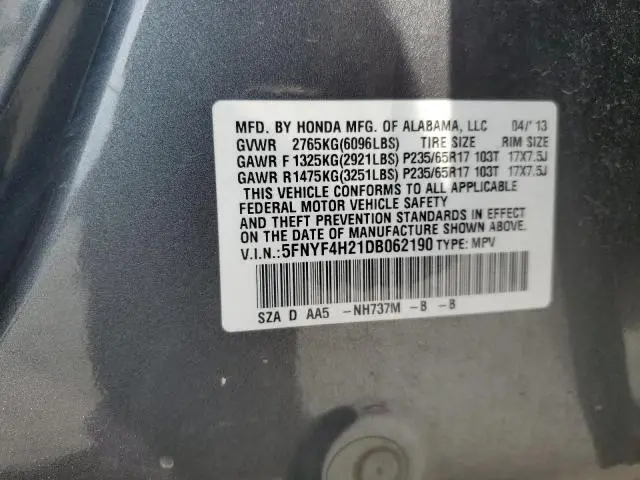 MFD. BY HONDA MFG. OF ALABAMA, LLC 04/'13
GVWR 2765KG(6096LBS) TIRE SIZE RIM SIZE
GAWR F 1325KG(2921LBS) P235/65R17 103T 17X7.5J
GAWR R1475KG(3251LBS) P235/65R17 103T 17X7.5J
THIS VEHICLE CONFORMS TO ALL APPLICABLE
FEDERAL MOTOR VEHICLE SAFETY
AND THEFT PREVENTION STANDARDS IN EFFECT
ON THE DATE OF MANUFACTURE SHOWN ABOVE.
V.I.N.: 5FNYF4H21DB062190 TYPE: MPV
SZA D AA5 -NH737M -B -B